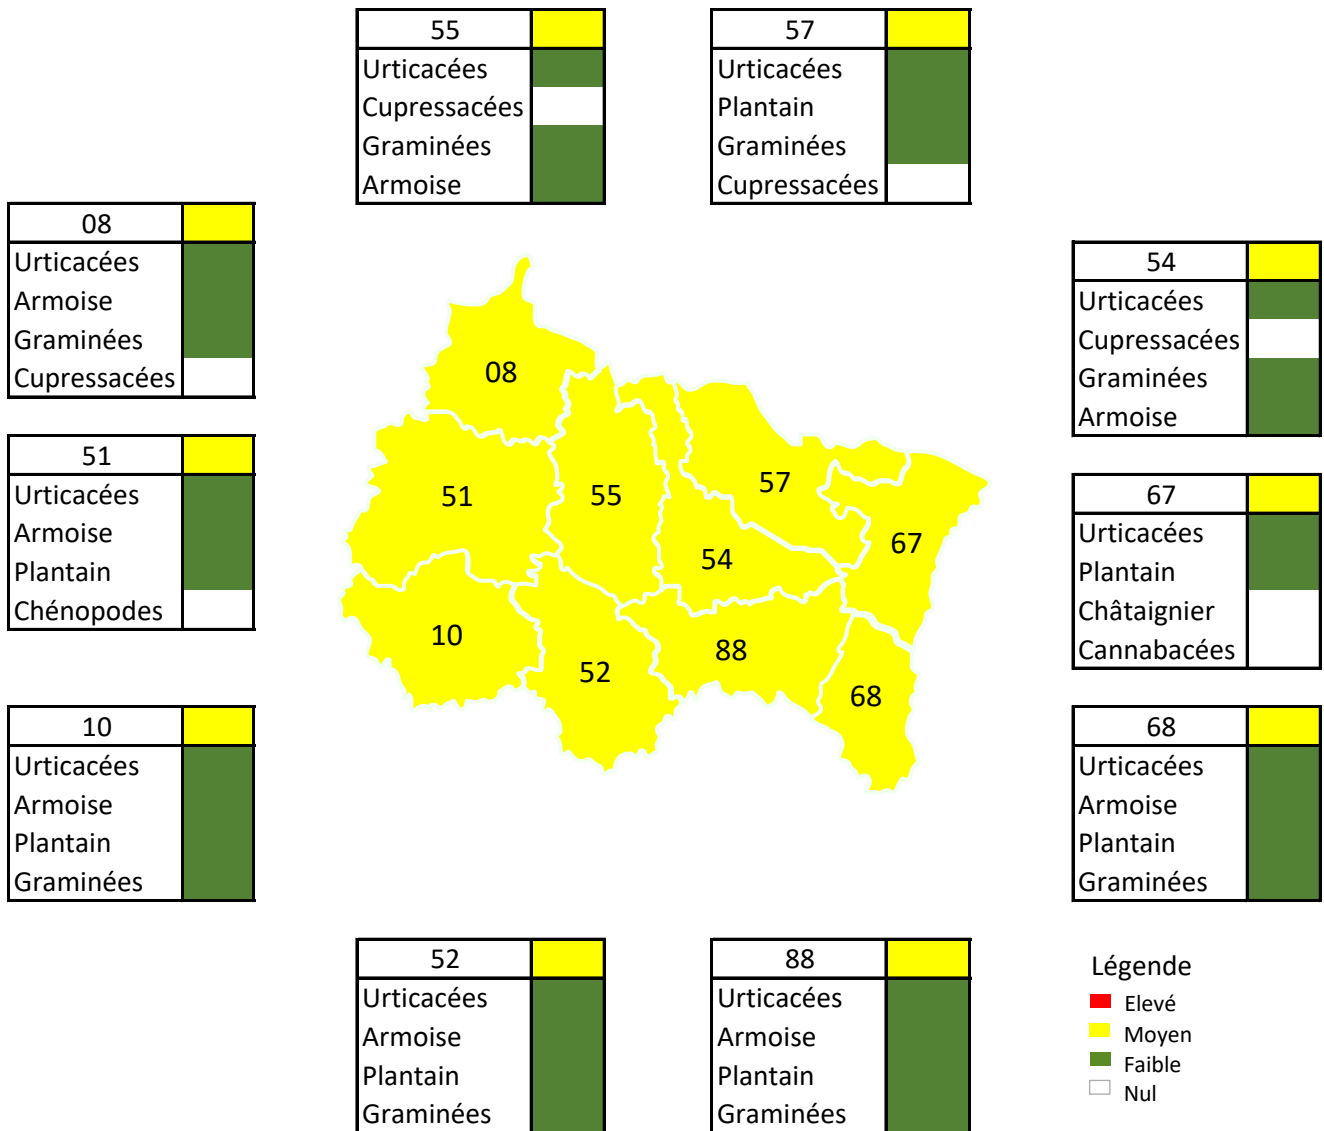 55
Urticacées
Cupressacées
Graminées
Armoise
57
Urticacées
Plantain
Graminées
Cupressacées
08
Urticacées
Armoise
Graminées
Cupressacées
51
Urticacées
Armoise
Plantain
Chénopodes
10
Urticacées
Armoise
Plantain
Graminées
08
51
55
57
67
54
10
52
88
68
54
Urticacées
Cupressacées
Graminées
Armoise
67
Urticacées
Plantain
Châtaignier
Cannabacées
68
Urticacées
Armoise
Plantain
Graminées
52
Urticacées
Armoise
Plantain
Graminées
88
Urticacées
Armoise
Plantain
Graminées
Légende
Elevé
Moyen
Faible
Nul